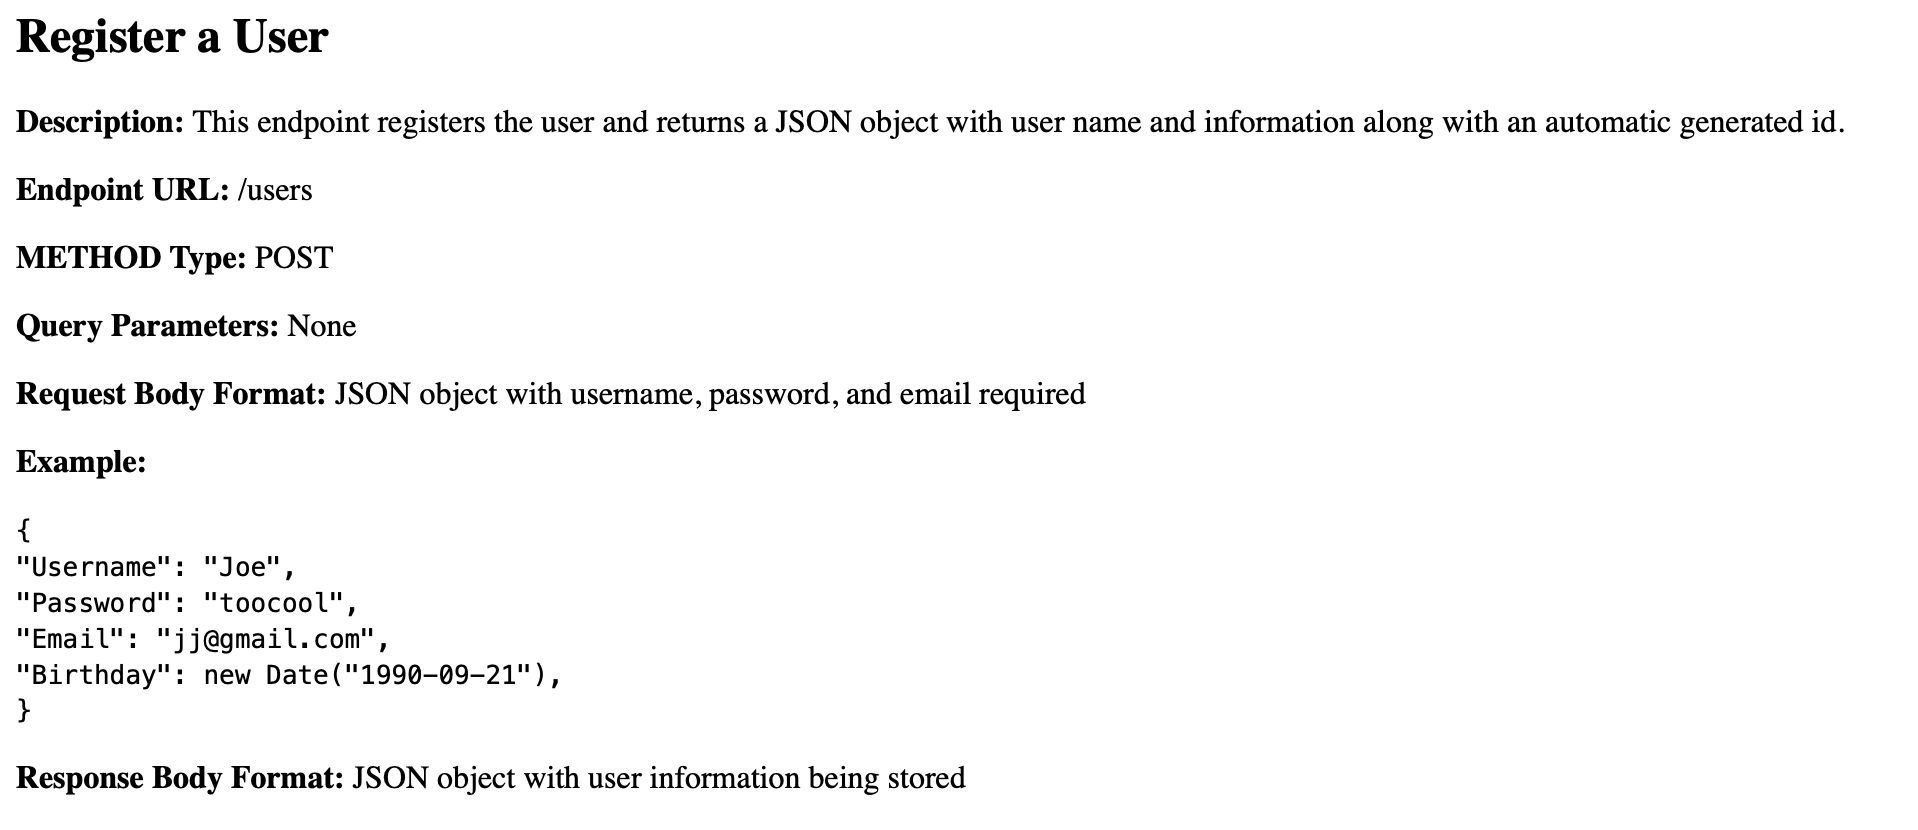 Register a User
Description: This endpoint registers the user and returns a JSON object with user name and information along with an automatic generated id.
Endpoint URL: /users
METHOD Type: POST
Query Parameters: None
Request Body Format: JSON object with username, password, and email required
Example:
{
"Username": "Joe",
"Password": "toocool",
"Email": "jj@gmail.com",
"Birthday": new Date("1990-09-21"),
}
Response Body Format: JSON object with user information being stored